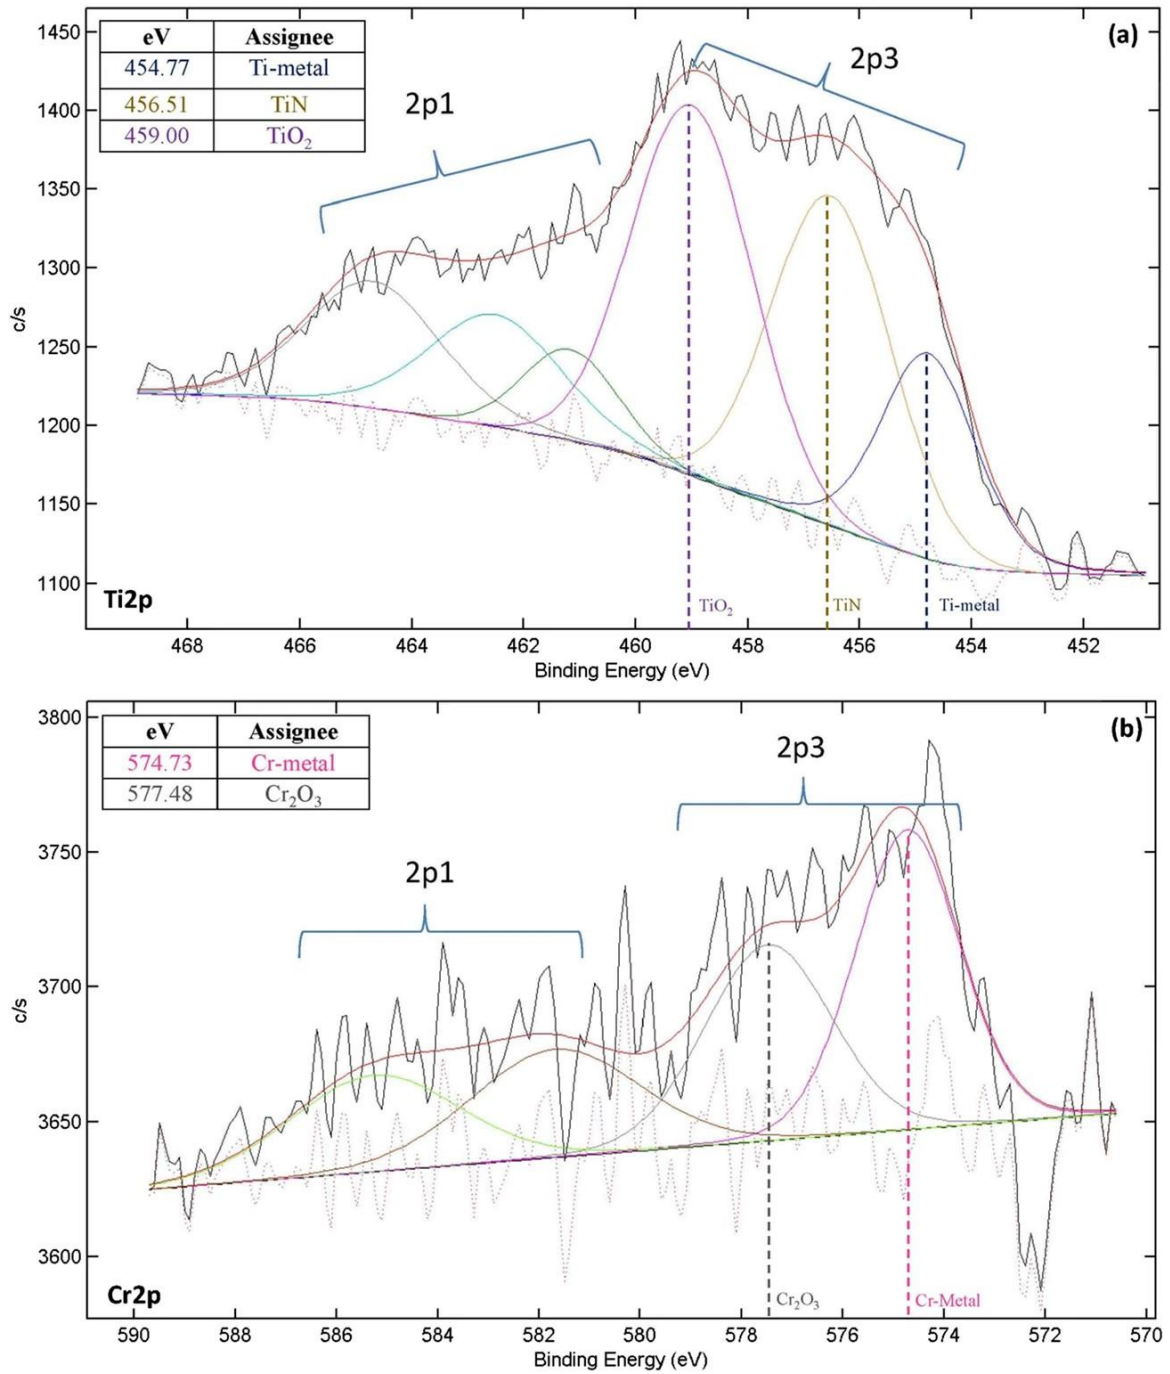 (a)
eV Assignee
454.77 Ti-metal
456.51 TiN
459.00 TiO₂
2p1
2p3
1450
1400
1350
1300
1250
1200
1150
1100
c/s
Ti2p
TiO₂ TiN Ti-metal
468 466 464 462 460 458 456 454 452
Binding Energy (eV)
(b)
eV Assignee
574.73 Cr-metal
577.48 Cr₂O₃
2p1
2p3
3800
3750
3700
3650
3600
c/s
Cr2p
Cr₂O₃ Cr-Metal
590 588 586 584 582 580 578 576 574 572 570
Binding Energy (eV)